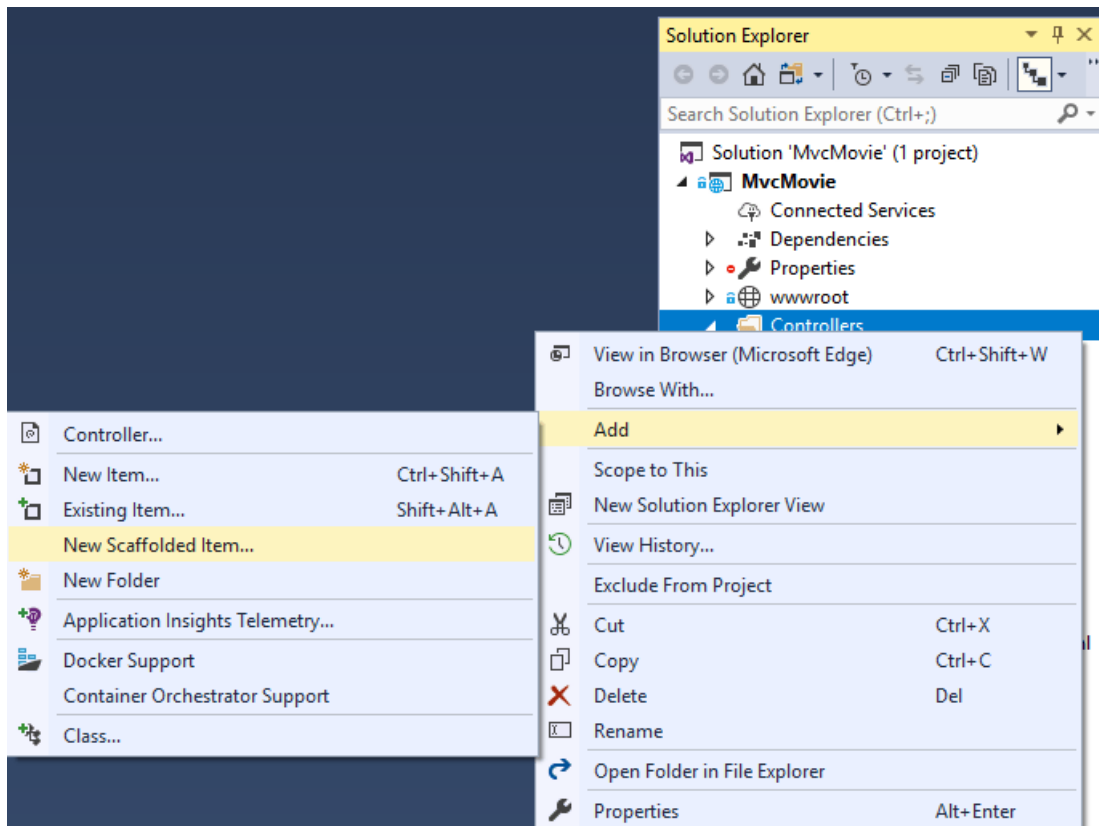 Solution Explorer
Search Solution Explorer (Ctrl+;)
Solution 'MvcMovie' (1 project)
MvcMovie
Connected Services
Dependencies
Properties
wwwroot
Controllers
View in Browser (Microsoft Edge) Ctrl+Shift+W
Browse With...
Add
Scope to This
New Solution Explorer View
View History...
Exclude From Project
Cut Ctrl+X
Copy Ctrl+C
Delete Del
Rename
Open Folder in File Explorer
Properties Alt+Enter
Controller...
New Item... Ctrl+Shift+A
Existing Item... Shift+Alt+A
New Scaffolded Item...
New Folder
Application Insights Telemetry...
Docker Support
Container Orchestrator Support
Class...